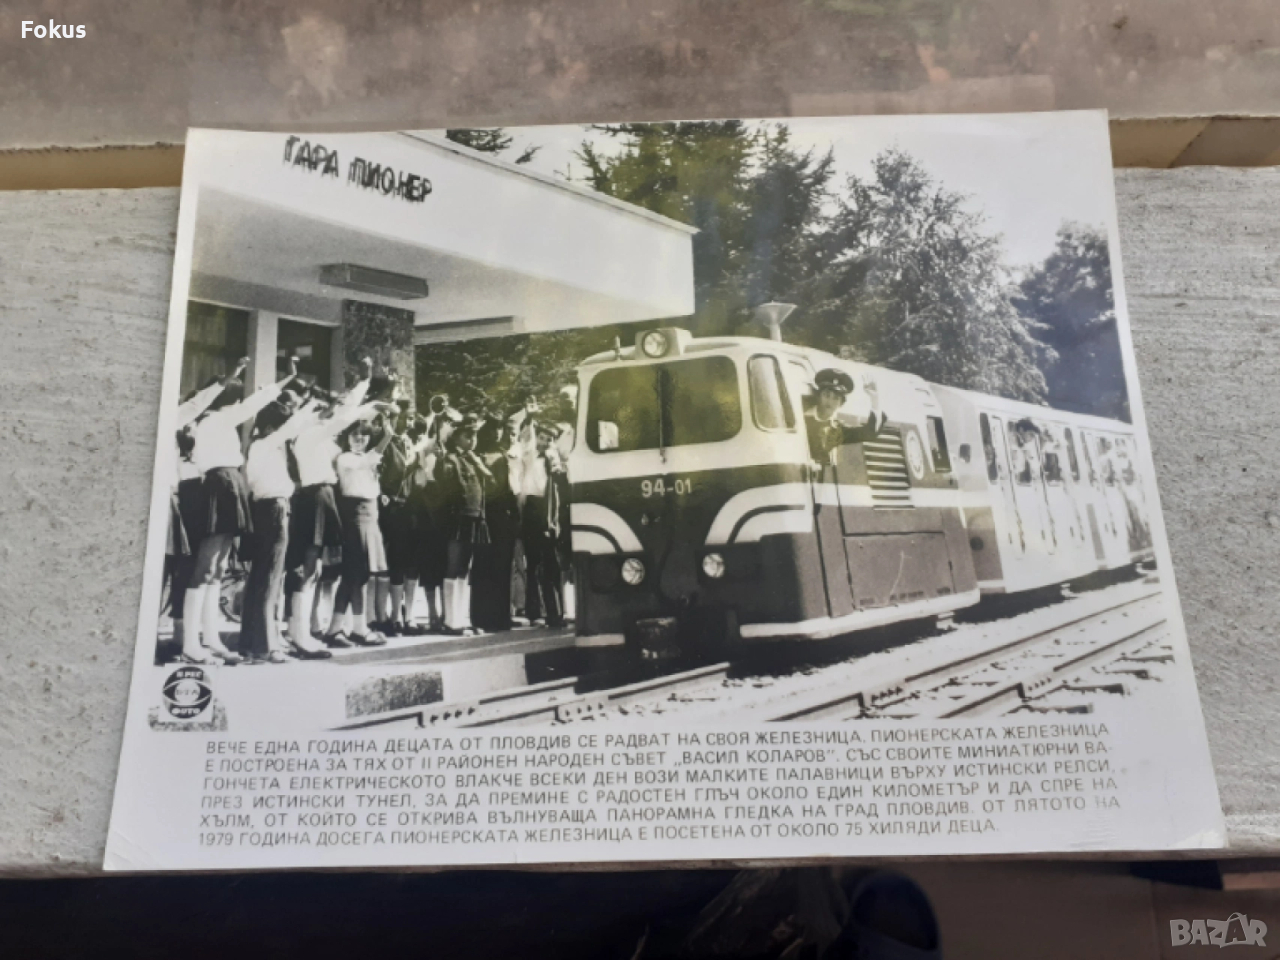 Fokus
ГАРА ПИОНЕР
94-01
ПРЕС
БТА
ФОТО
ВЕЧЕ ЕДНА ГОДИНА ДЕЦАТА ОТ ПЛОВДИВ СЕ РАДВАТ НА СВОЯ ЖЕЛЕЗНИЦА. ПИОНЕРСКАТА ЖЕЛЕЗНИЦА
Е ПОСТРОЕНА ЗА ТЯХ ОТ II РАЙОНЕН НАРОДЕН СЪВЕТ „ВАСИЛ КОЛАРОВ”. СЪС СВОИТЕ МИНИАТЮРНИ ВА-
ГОНЧЕТА ЕЛЕКТРИЧЕСКОТО ВЛАКЧЕ ВСЕКИ ДЕН ВОЗИ МАЛКИТЕ ПАЛАВНИЦИ ВЪРХУ ИСТИНСКИ РЕЛСИ,
ПРЕЗ ИСТИНСКИ ТУНЕЛ, ЗА ДА ПРЕМИНЕ С РАДОСТЕН ГЛЪЧ ОКОЛО ЕДИН КИЛОМЕТЪР И ДА СПРЕ НА
ХЪЛМ, ОТ КОЙТО СЕ ОТКРИВА ВЪЛНУВАЩА ПАНОРАМНА ГЛЕДКА НА ГРАД ПЛОВДИВ. ОТ ЛЯТОТО НА
1979 ГОДИНА ДОСЕГА ПИОНЕРСКАТА ЖЕЛЕЗНИЦА Е ПОСЕТЕНА ОТ ОКОЛО 75 ХИЛЯДИ ДЕЦА.
BAZAR